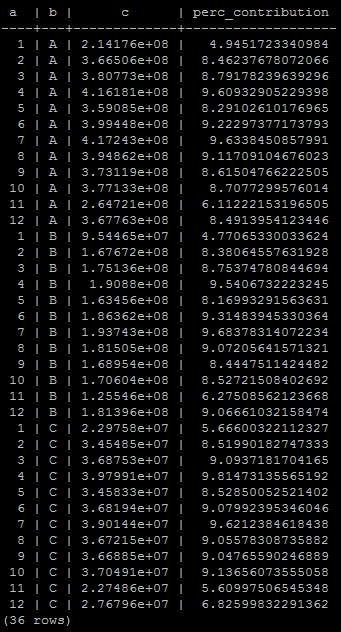 a | b | c | perc_contribution
----+---+-------------+-------------------
1 | A | 2.14176e+08 | 4.9451723340984
2 | A | 3.66506e+08 | 8.46237678072066
3 | A | 3.80773e+08 | 8.79178239639296
4 | A | 4.16181e+08 | 9.60932905229398
5 | A | 3.59085e+08 | 8.29102610176965
6 | A | 3.99448e+08 | 9.22297377173793
7 | A | 4.17243e+08 | 9.6338450857991
8 | A | 3.94862e+08 | 9.11709104676023
9 | A | 3.73119e+08 | 8.61504766222505
10 | A | 3.77133e+08 | 8.7077299576014
11 | A | 2.64721e+08 | 6.11222153196505
12 | A | 3.67763e+08 | 8.4913954123446
1 | B | 9.54465e+07 | 4.77065330033624
2 | B | 1.67672e+08 | 8.38064557631928
3 | B | 1.75136e+08 | 8.75374780844694
4 | B | 1.9088e+08 | 9.5406732223245
5 | B | 1.63456e+08 | 8.16993291563631
6 | B | 1.86362e+08 | 9.31483945330364
7 | B | 1.93743e+08 | 9.68378314072234
8 | B | 1.81505e+08 | 9.07205641571321
9 | B | 1.68954e+08 | 8.4447511424482
10 | B | 1.70604e+08 | 8.52721508402692
11 | B | 1.25546e+08 | 6.27508562123668
12 | B | 1.81396e+08 | 9.06661032158474
1 | C | 2.29758e+07 | 5.66600322112327
2 | C | 3.45485e+07 | 8.51990182747333
3 | C | 3.68753e+07 | 9.0937181704165
4 | C | 3.97991e+07 | 9.81473135565192
5 | C | 3.45833e+07 | 8.52850052521402
6 | C | 3.68194e+07 | 9.07992395346046
7 | C | 3.90144e+07 | 9.6212384618438
8 | C | 3.67215e+07 | 9.05578308735882
9 | C | 3.66885e+07 | 9.04765590246889
10 | C | 3.70491e+07 | 9.13656073555058
11 | C | 2.27486e+07 | 5.60997506545348
12 | C | 2.76796e+07 | 6.82599832291362
(36 rows)